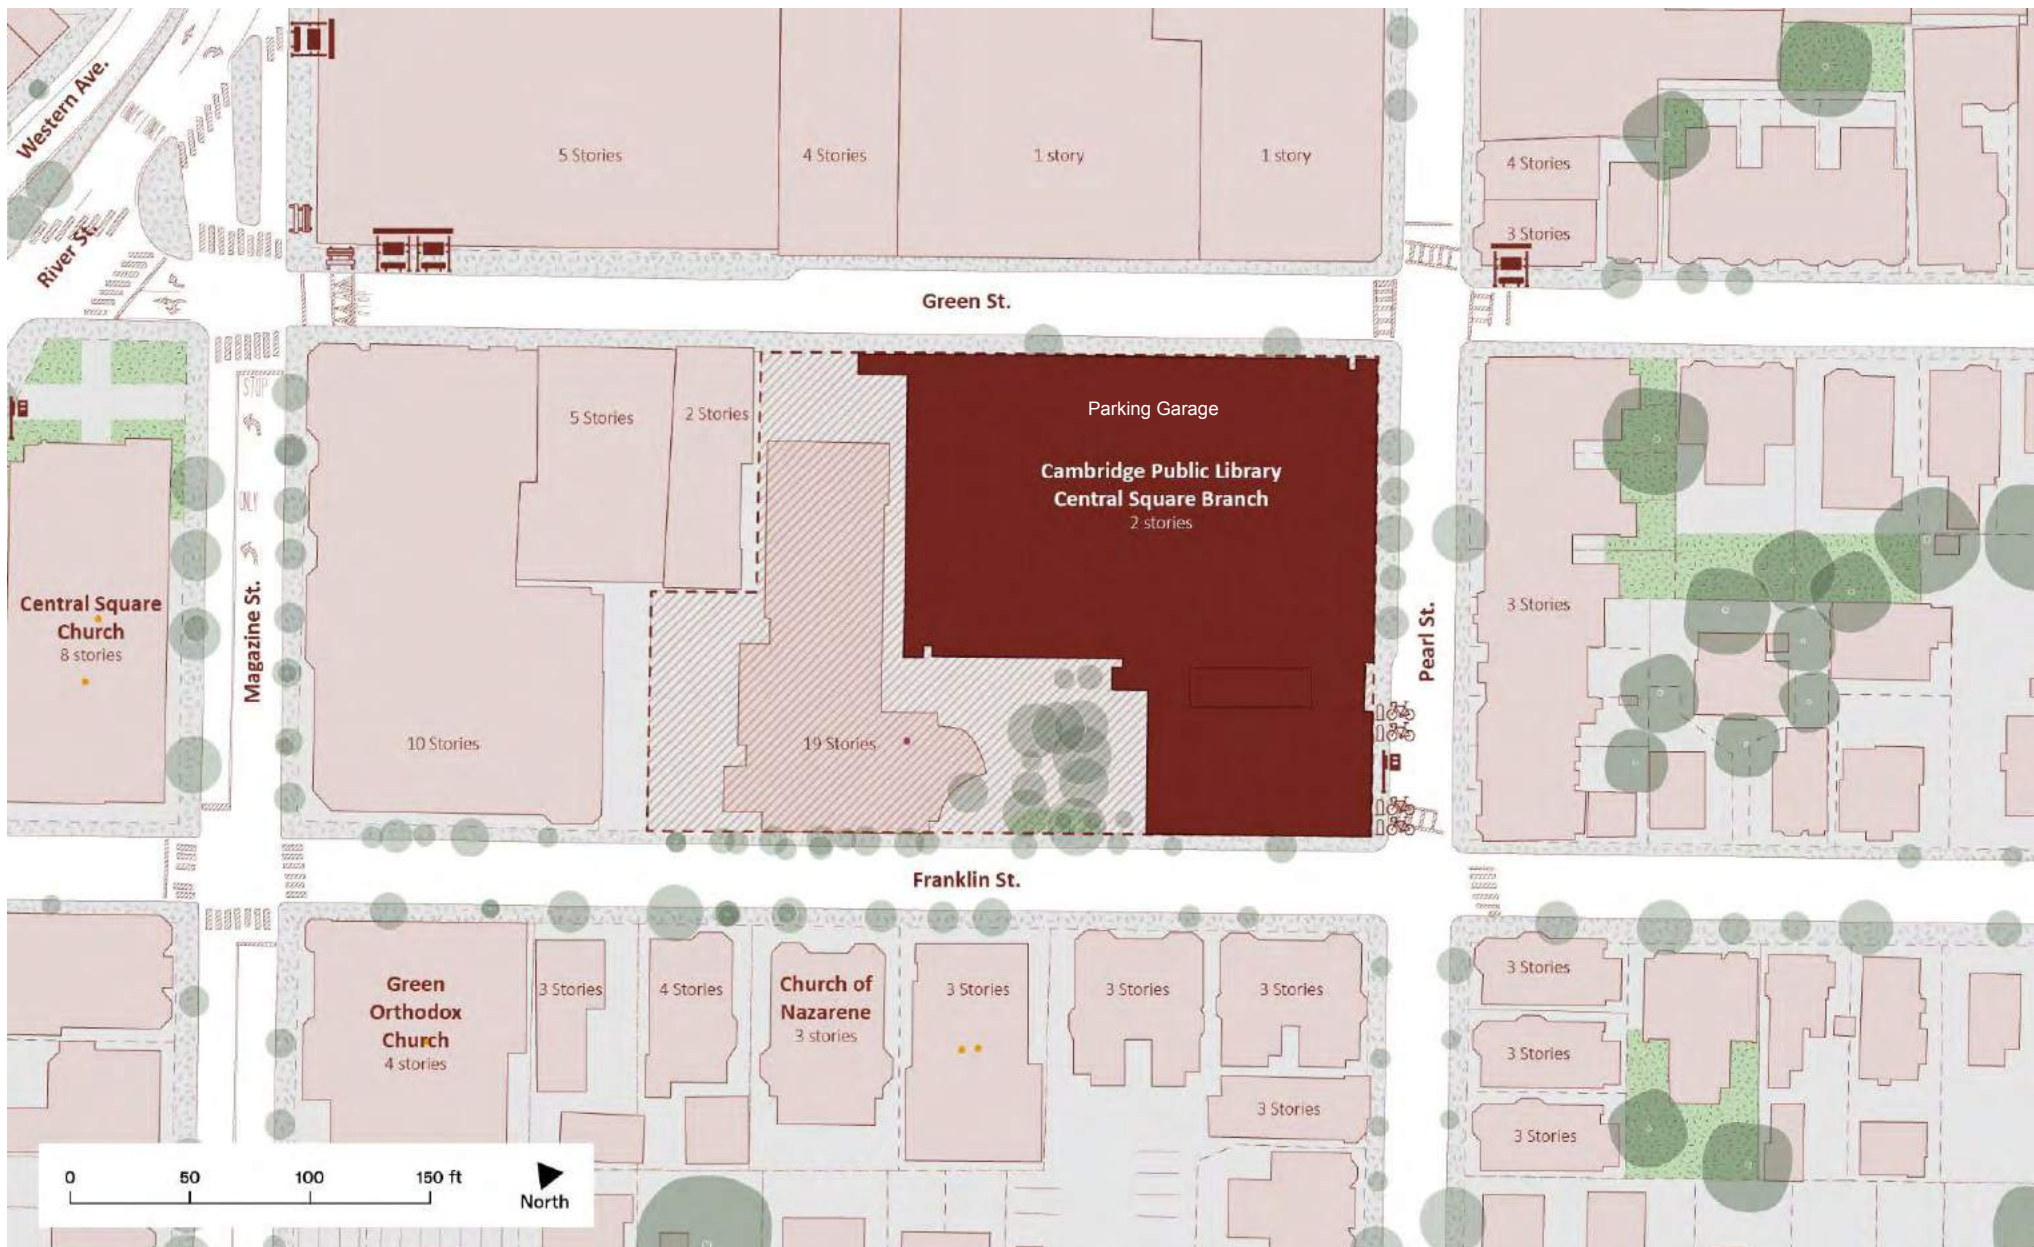 Western Ave.
River St.
5 Stories
4 Stories
1 story
1 story
4 Stories
3 Stories
Green St.
STOP
STOP
ONLY
5 Stories
2 Stories
Parking Garage
Cambridge Public Library
Central Square Branch
2 stories
Central Square
Church
8 stories
Magazine St.
10 Stories
19 Stories
Pearl St.
3 Stories
Franklin St.
Green
Orthodox
Church
4 stories
3 Stories
4 Stories
Church of
Nazarene
3 stories
3 Stories
3 Stories
3 Stories
3 Stories
3 Stories
3 Stories
3 Stories
0 50 100 150 ft
North